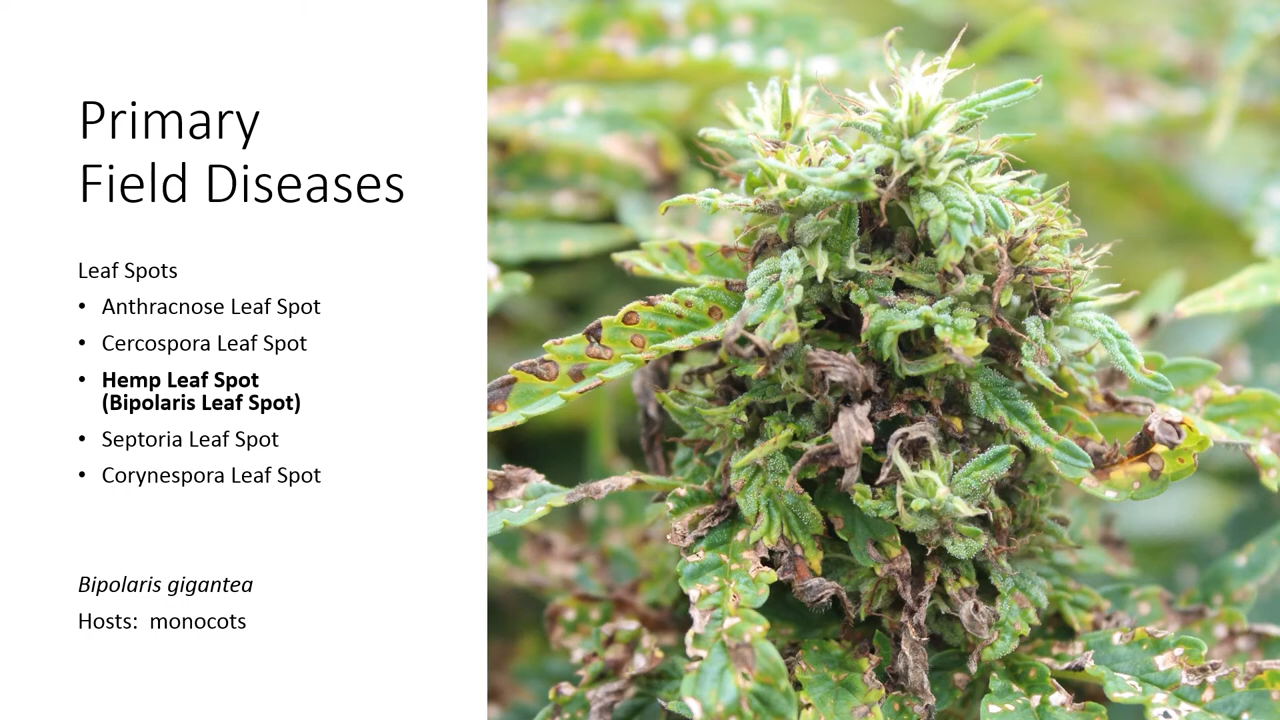 Primary
Field Diseases
Leaf Spots
• Anthracnose Leaf Spot
• Cercospora Leaf Spot
• Hemp Leaf Spot
(Bipolaris Leaf Spot)
• Septoria Leaf Spot
• Corynespora Leaf Spot
Bipolaris gigantea
Hosts:  monocots